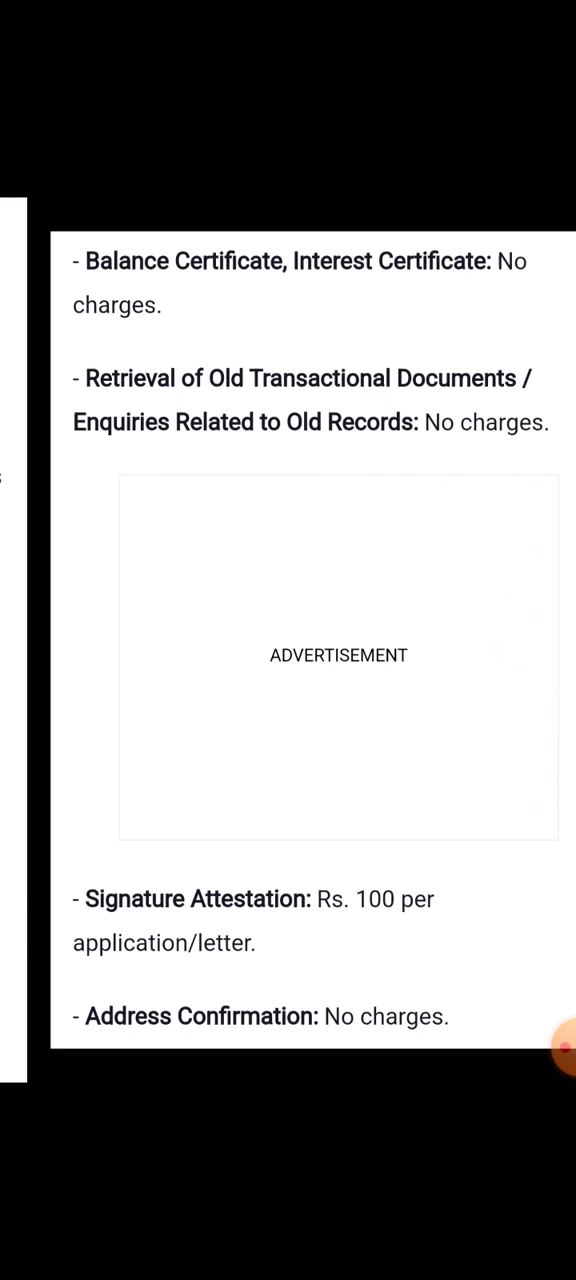 - Balance Certificate, Interest Certificate: No
charges.
- Retrieval of Old Transactional Documents /
Enquiries Related to Old Records: No charges.
ADVERTISEMENT
- Signature Attestation: Rs. 100 per
application/letter.
- Address Confirmation: No charges.